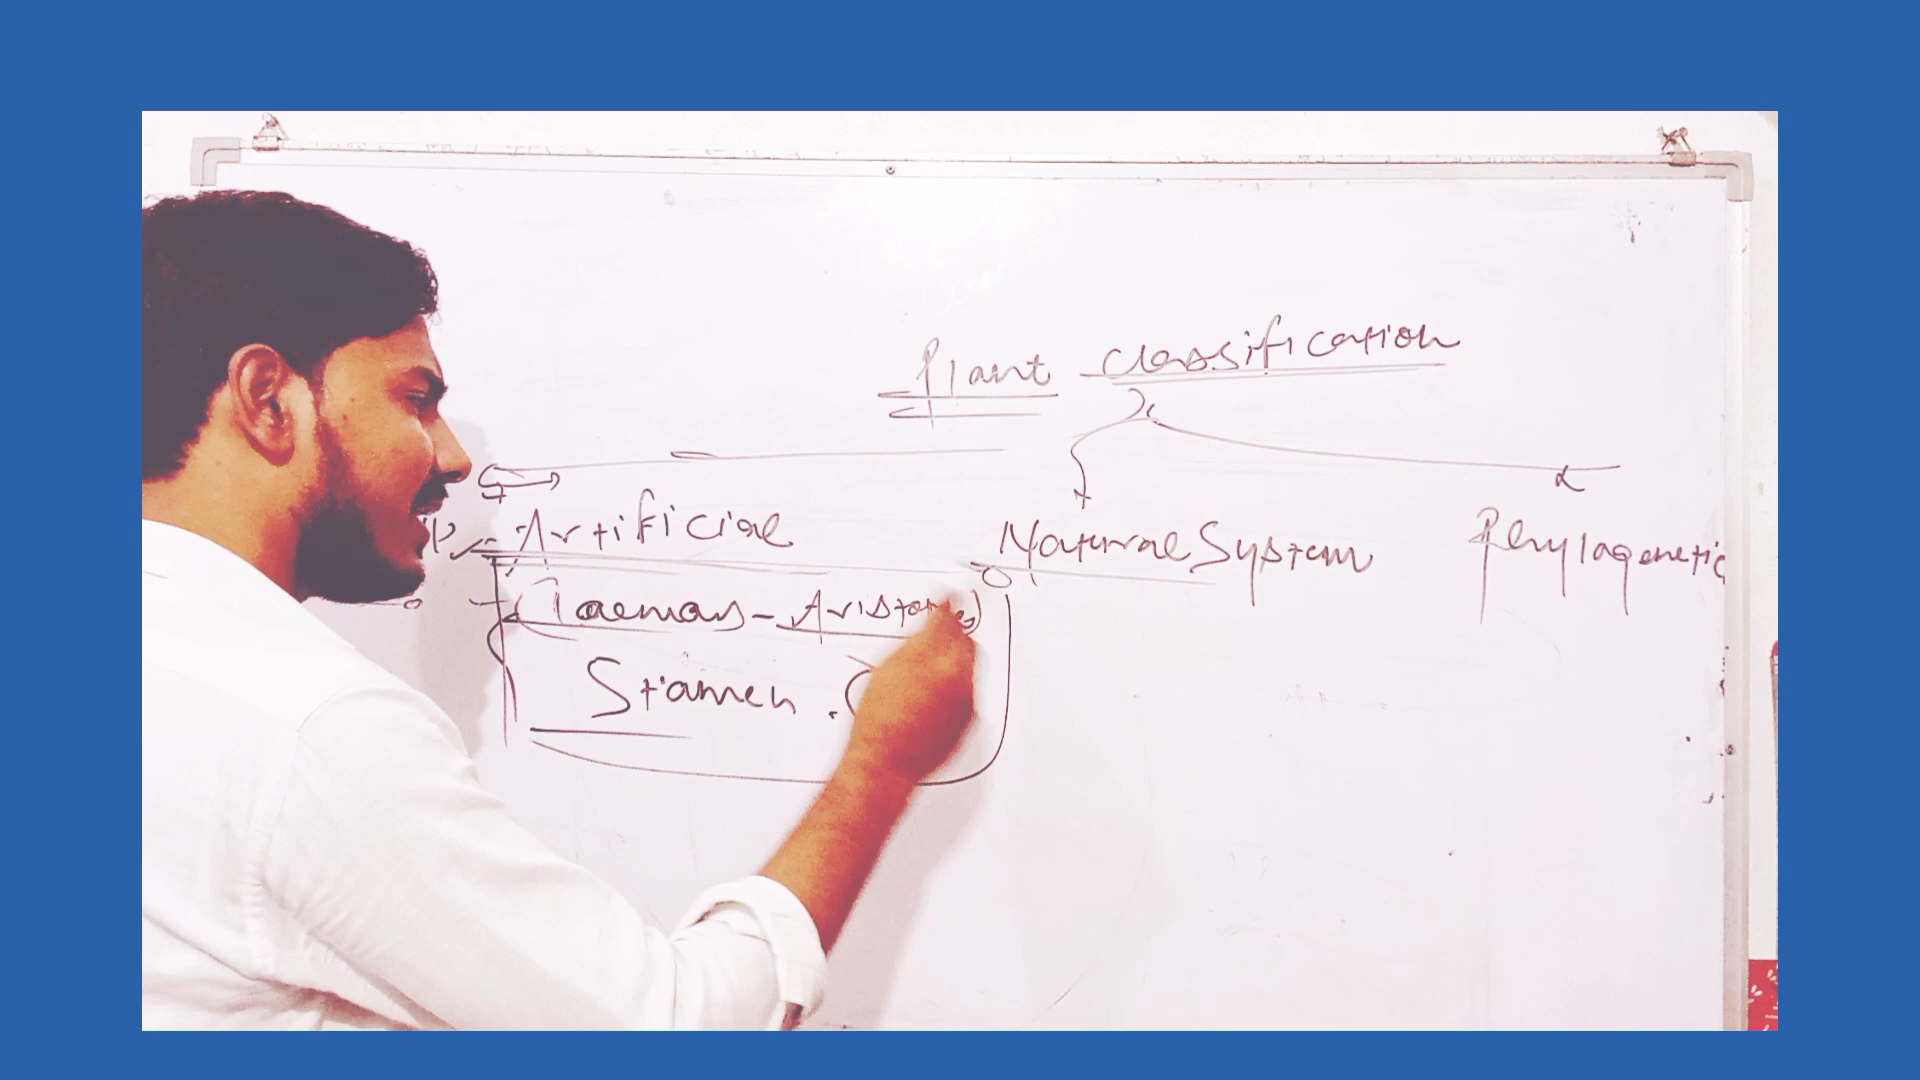 Plant Classification
Artificial
Natural System
Phylogenetic
Stamen.